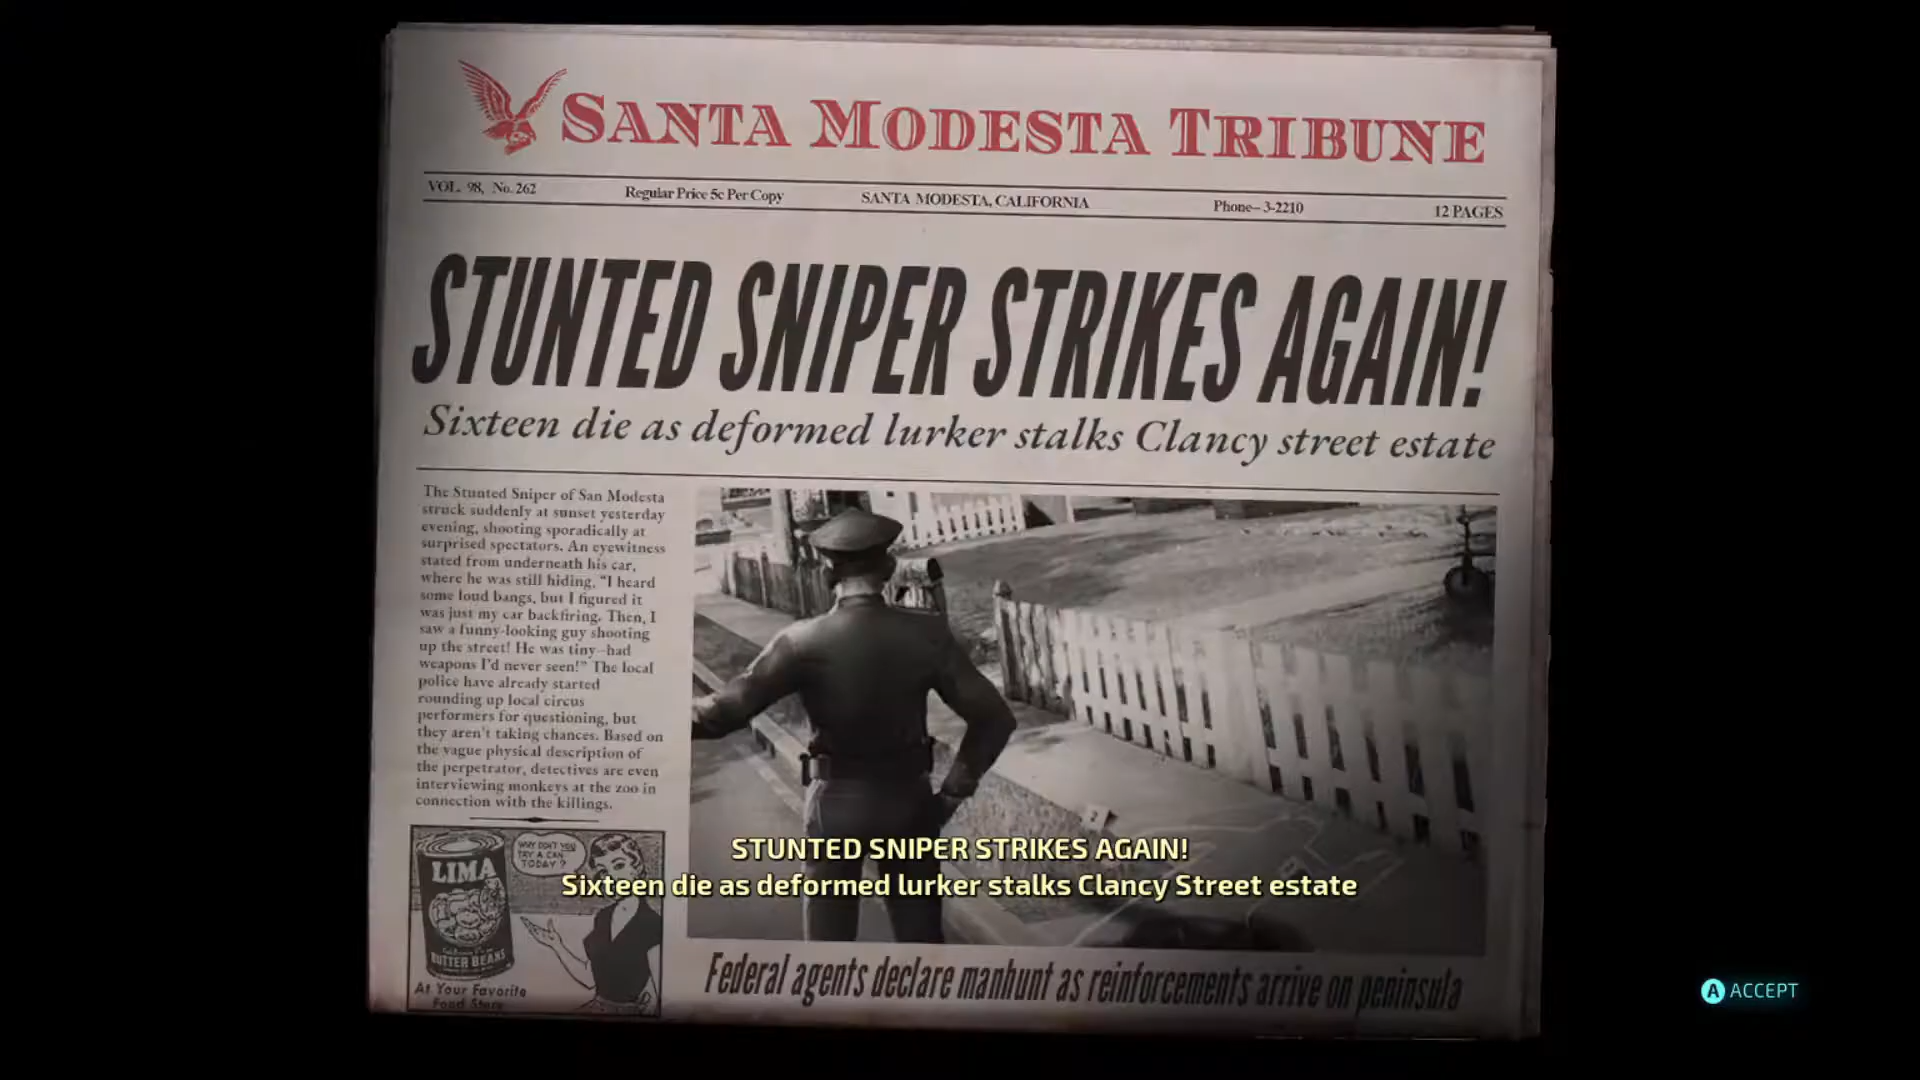 SANTA MODESTA TRIBUNE
VOL. 98, No. 262 Regular Price 5c Per Copy SANTA MODESTA, CALIFORNIA Phone– 3-2210 12 PAGES
STUNTED SNIPER STRIKES AGAIN!
Sixteen die as deformed lurker stalks Clancy street estate
The Stunted Sniper of San Modesta
struck suddenly at sunset yesterday
evening, shooting sporadically at
surprised spectators. An eyewitness
stated from underneath his car,
where he was still hiding, "I heard
some loud bangs, but I figured it
was just my car backfiring. Then, I
saw a funny-looking guy shooting
up the street! He was tiny–had
weapons I'd never seen!" The local
police have already started
rounding up local circus
performers for questioning, but
they aren't taking chances. Based on
the vague physical description of
the perpetrator, detectives are even
interviewing monkeys at the zoo in
connection with the killings.
LIMA
BUTTER BEANS
WHY DON'T YOU
TRY A CAN
TODAY?
At Your Favorite
Food Store
2
STUNTED SNIPER STRIKES AGAIN!
Sixteen die as deformed lurker stalks Clancy Street estate
Federal agents declare manhunt as reinforcements arrive on peninsula
A ACCEPT